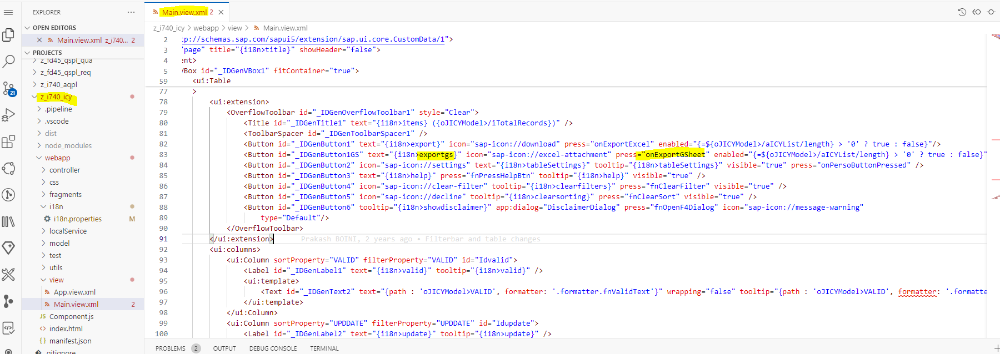 EXPLORER
OPEN EDITORS
Main.view.xml z_i740... 2
PROJECTS
z_fd45_qspl_qua
z_fd45_qspl_req
z_i740_aqpl
z_i740_icy
.pipeline
.vscode
dist
node_modules
webapp
controller
css
fragments
i18n
i18n.properties M
localService
model
test
utils
view
App.view.xml
Main.view.xml 2
JS Component.js
<> index.html
{} manifest.json
.gitignore
21
Main.view.xml 2
z_i740_icy > webapp > view > Main.view.xml
2 tp://schemas.sap.com/sapui5/extension/sap.ui.core.CustomData/1">
3 "page" title="{i18n>title}" showHeader="false">
4 ent>
5 VBox id="_IDGenVBox1" fitContainer="true">
59 <ui:Table
77 >
78 <ui:extension>
79 <OverflowToolbar id="_IDGenOverflowToolbar1" style="Clear">
80 <Title id="_IDGenTitle1" text="{i18n>items} ({oJICYModel>/iTotalRecords})" />
81 <ToolbarSpacer id="_IDGenToolbarSpacer1" />
82 <Button id="_IDGenButton1" text="{i18n>export}" icon="sap-icon://download" press="onExportExcel" enabled="{=${oJICYModel>/aICYList/length} > '0' ? true : false}"/>
83 <Button id="_IDGenButton1GS" text="{i18n>exportgs}" icon="sap-icon://excel-attachment" press="onExportGSheet" enabled="{=${oJICYModel>/aICYList/length} > '0' ? true : false}"
84 <Button id="_IDGenButton2" icon="sap-icon://settings" text="{i18n>tableSettings}" tooltip="{i18n>tableSettings}" visible="true" press="onPersoButtonPressed" />
85 <Button id="_IDGenButton3" text="{i18n>help}" press="fnPressHelpBtn" tooltip="{i18n>help}" visible="true" />
86 <Button id="_IDGenButton4" icon="sap-icon://clear-filter" tooltip="{i18n>clearfilters}" press="fnClearFilter" visible="true" />
87 <Button id="_IDGenButton5" icon="sap-icon://decline" tooltip="{i18n>clearsorting}" press="fnClearSort" visible="true" />
88 <Button id="_IDGenButton6" tooltip="{i18n>showdisclaimer}" app:dialog="DisclaimerDialog" press="fnOpenF4Dialog" icon="sap-icon://message-warning"
89 type="Default"/>
90 </OverflowToolbar>
91 </ui:extension> Prakash BOINI, 2 years ago • Filterbar and table changes
92 <ui:columns>
93 <ui:Column sortProperty="VALID" filterProperty="VALID" id="Idvalid">
94 <Label id="_IDGenLabel1" text="{i18n>valid}" tooltip="{i18n>valid}" />
95 <ui:template>
96 <Text id="_IDGenText2" text="{path : 'oJICYModel>VALID', formatter: '.formatter.fnValidText'}" wrapping="false" tooltip="{path : 'oJICYModel>VALID', formatter: '.formatte
97 </ui:template>
98 </ui:Column>
99 <ui:Column sortProperty="UPDDATE" filterProperty="UPDDATE" id="Idupdate">
100 <Label id="_IDGenLabel2" text="{i18n>update}" tooltip="{i18n>update}" />
PROBLEMS 2 OUTPUT DEBUG CONSOLE TERMINAL